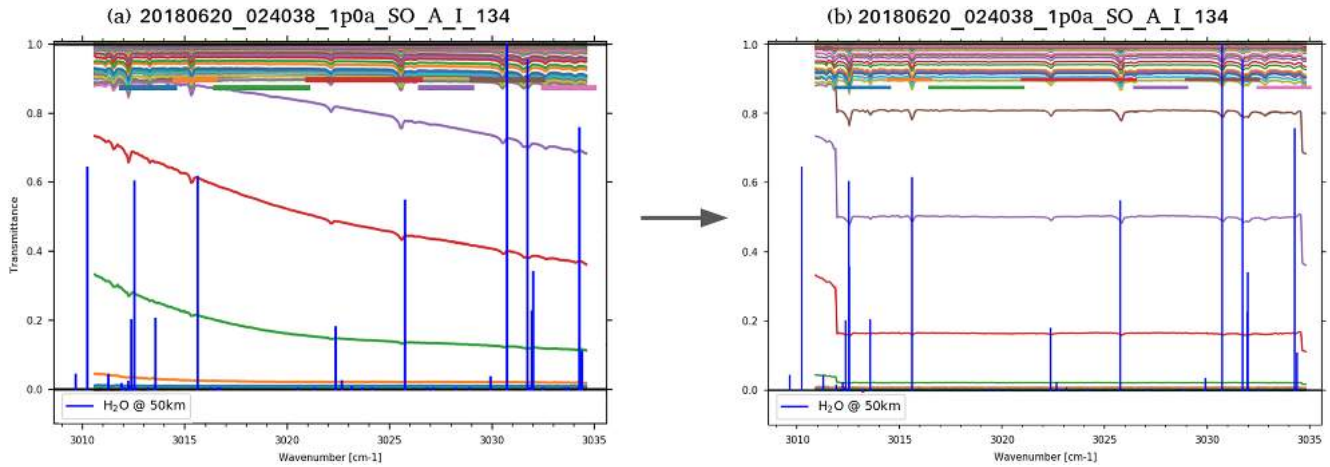 (a) 20180620_024038_1p0a_SO_A_I_134
1.0
0.8
0.6
0.4
0.2
0.0
Transmittance
H₂O @ 50km
3010 3015 3020 3025 3030 3035
Wavenumber [cm-1]
(b) 20180620_024038_1p0a_SO_A_I_134
1.0
0.8
0.6
0.4
0.2
0.0
H₂O @ 50km
3010 3015 3020 3025 3030 3035
Wavenumber [cm-1]